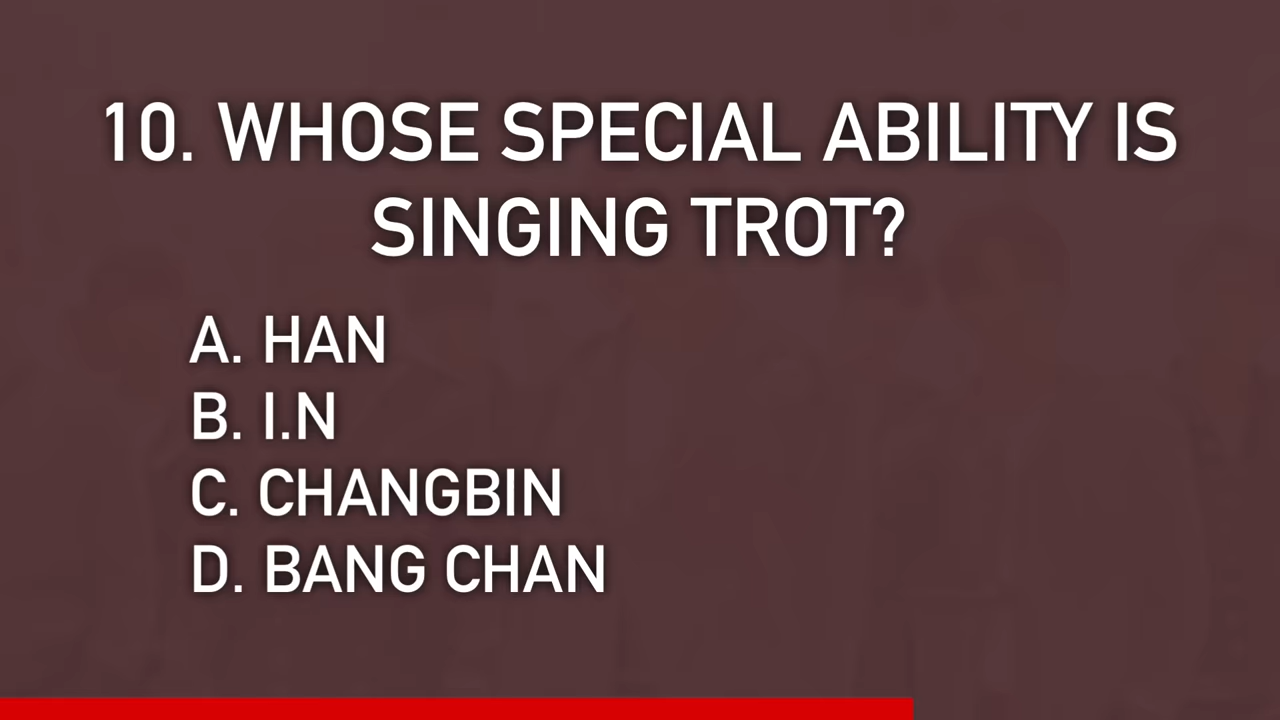 10. WHOSE SPECIAL ABILITY IS
SINGING TROT?
A. HAN
B. I.N
C. CHANGBIN
D. BANG CHAN